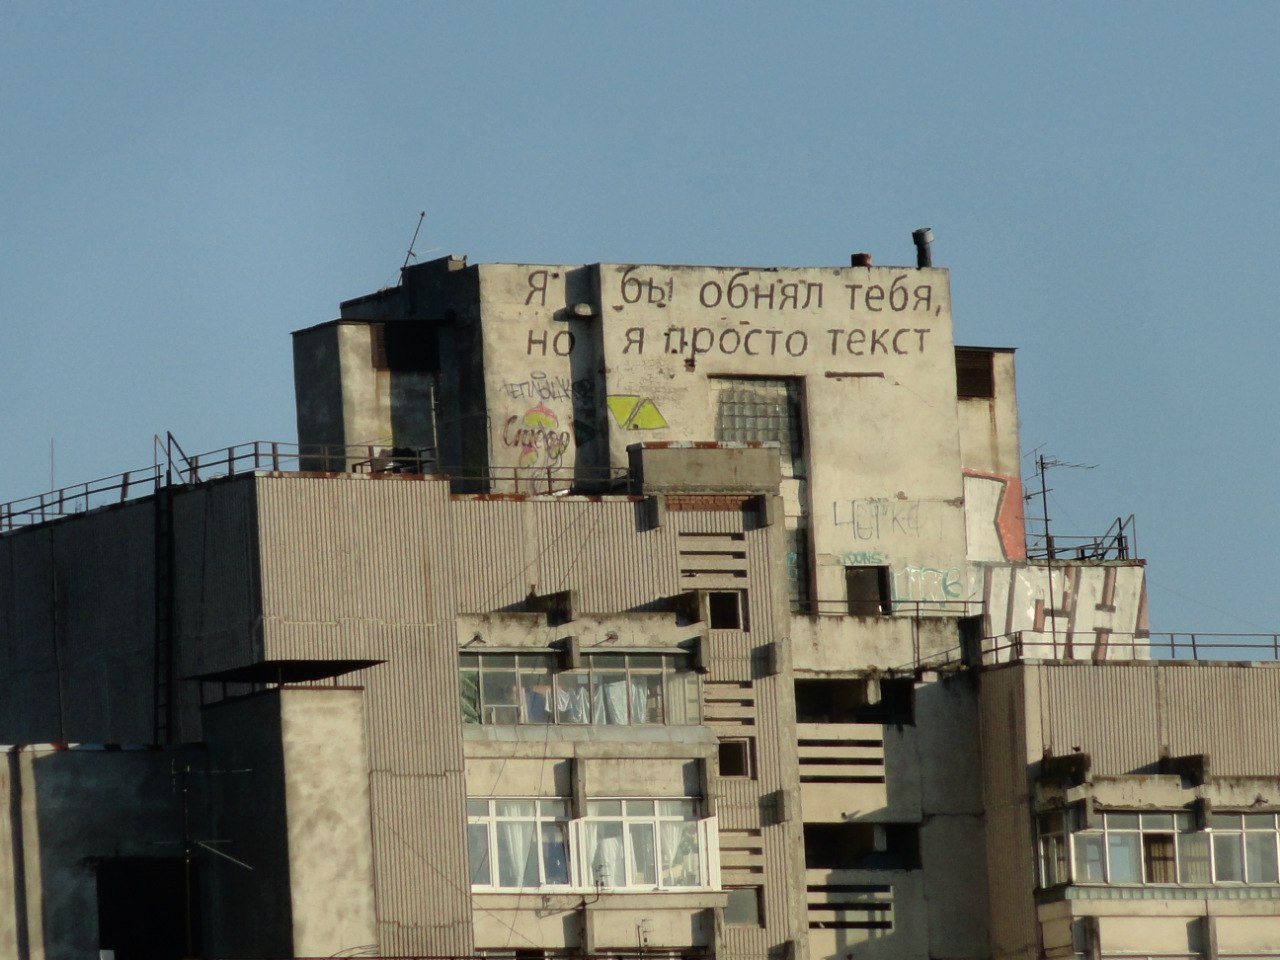 Я бы обнял тебя,
но я просто текст